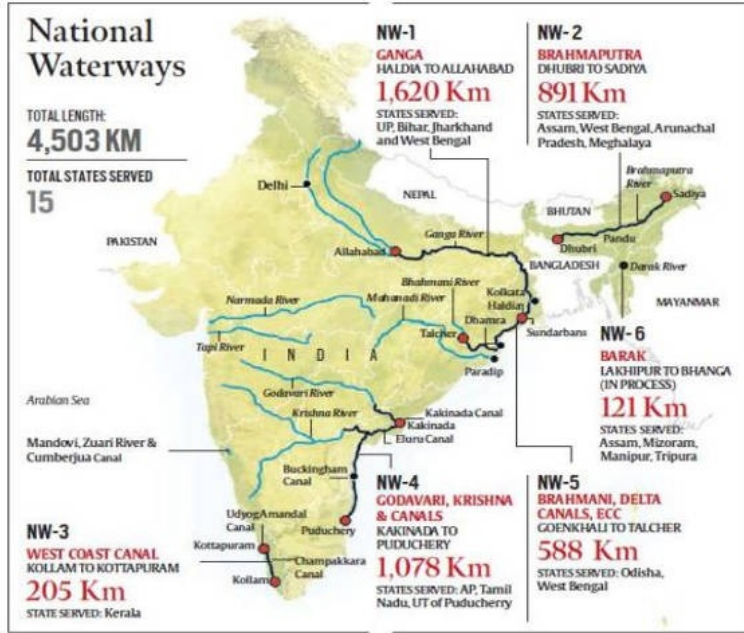 National
Waterways
TOTAL LENGTH:
4,503 KM
TOTAL STATES SERVED
15
NW-1
GANGA
HALDIA TO ALLAHABAD
1,620 Km
STATES SERVED:
UP, Bihar, Jharkhand
and West Bengal
NW-2
BRAHMAPUTRA
DHUBRI TO SADIYA
891 Km
STATES SERVED:
Assam, West Bengal, Arunachal
Pradesh, Meghalaya
Brahmaputra
River
Sadiya
Delhi
NEPAL
BHUTAN
Ganga River
Dhubri
Pandu
PAKISTAN
Allahabad
BANGLADESH
Darak River
Bhahmani River
Kolkata
Narmada River
Mahanadi River
Haldia
MAYANMAR
Dhamra
Talcher
Sundarbans
Tapi River
INDIA
Paradip
NW-6
BARAK
LAKHIPUR TO BHANGA
(IN PROCESS)
121 Km
STATES SERVED:
Assam, Mizoram,
Manipur, Tripura
Godavari River
Arabian Sea
Krishna River
Kakinada Canal
Kakinada
Eluru Canal
Mandovi, Zuari River &
Cumberjua Canal
Buckingham
Canal
NW-4
GODAVARI, KRISHNA
& CANALS
KAKINADA TO
PUDUCHERY
1,078 Km
STATES SERVED: AP, Tamil
Nadu, UT of Puducherry
NW-5
BRAHMANI, DELTA
CANALS, ECC
GOENKHALI TO TALCHER
588 Km
STATES SERVED: Odisha,
West Bengal
UdyogAmandal
Canal
Puduchery
NW-3
Kottapuram
WEST COAST CANAL
KOLLAM TO KOTTAPURAM
Champakkara
Canal
205 Km
Kollam
STATE SERVED: Kerala